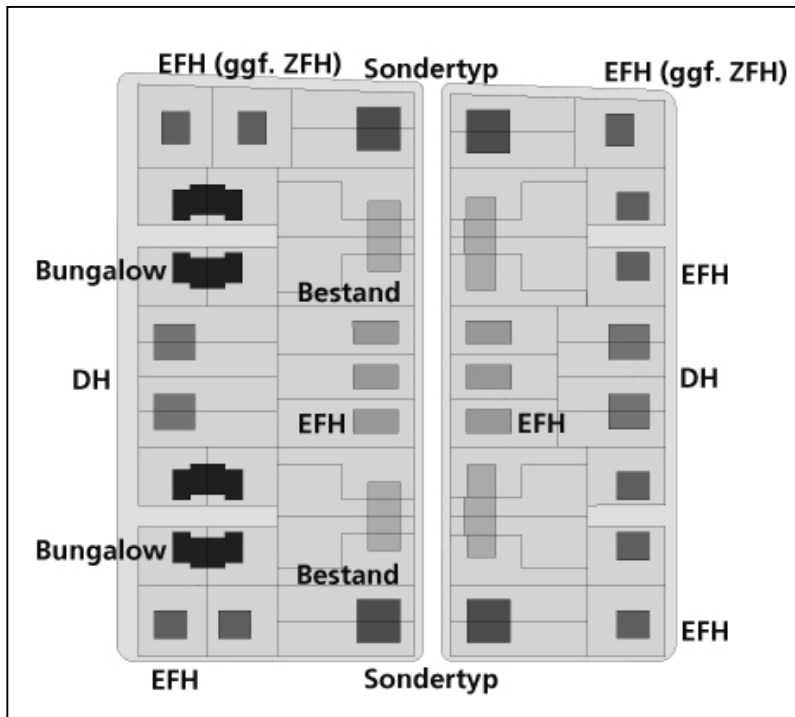 EFH (ggf. ZFH)
Sondertyp
EFH (ggf. ZFH)
Bungalow
EFH
Bestand
DH
DH
EFH
EFH
Bungalow
Bestand
EFH
EFH
Sondertyp